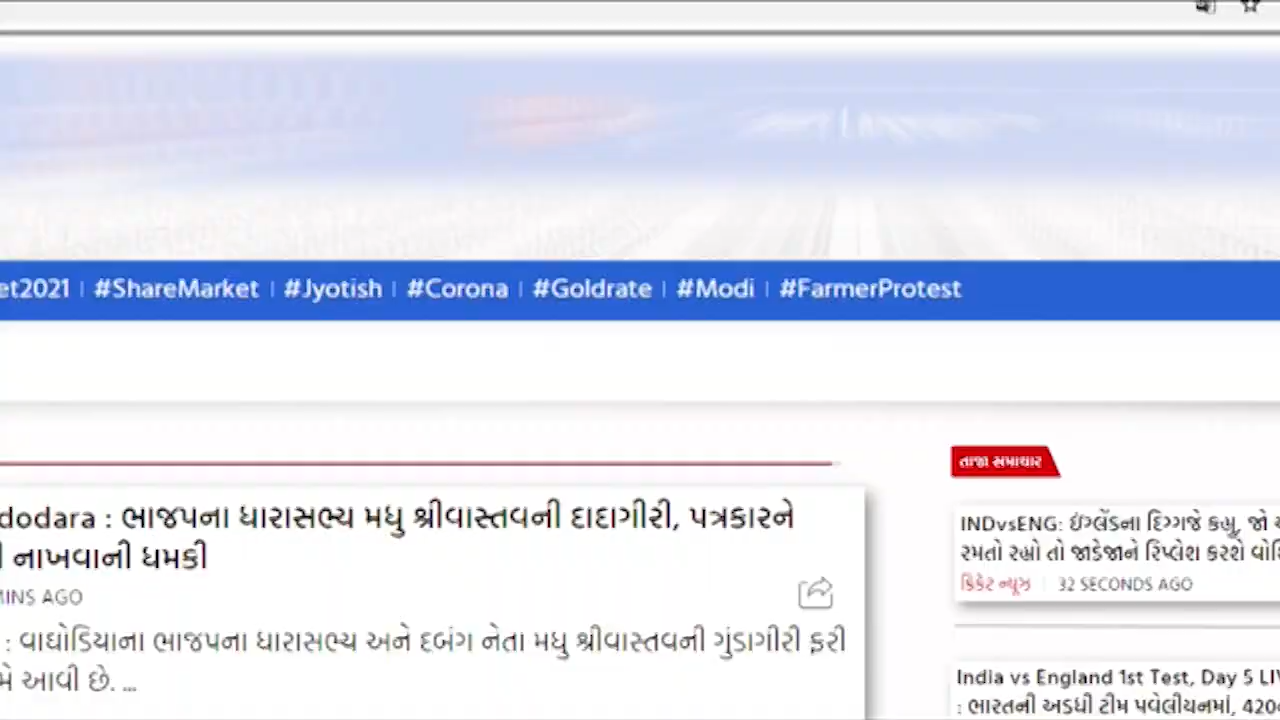 et2021 | #ShareMarket | #Jyotish | #Corona | #Goldrate | #Modi | #FarmerProtest
dodara : ભાજપના ધારાસભ્ય મધુ શ્રીવાસ્તવની દાદાગીરી, પત્રકારને
નાખવાની ધમકી
MINS AGO
: વાઘોડિયાના ભાજપના ધારાસભ્ય અને દબંગ નેતા મધુ શ્રીવાસ્તવની ગુંડાગીરી ફરી
મે આવી છે. ...
તાજા સમાચાર
INDvsENG: ઇંગ્લેંડના દિગ્ગજે કહ્યુ, જો
રમતો રહ્યો તો જાડેજાને રિપ્લેશ કરશે
ક્રિકેટ ન્યૂઝ | 32 SECONDS AGO
India vs England 1st Test, Day 5 LIV
: ભારતની અડધી ટીમ પવેલીયનમાં, 420